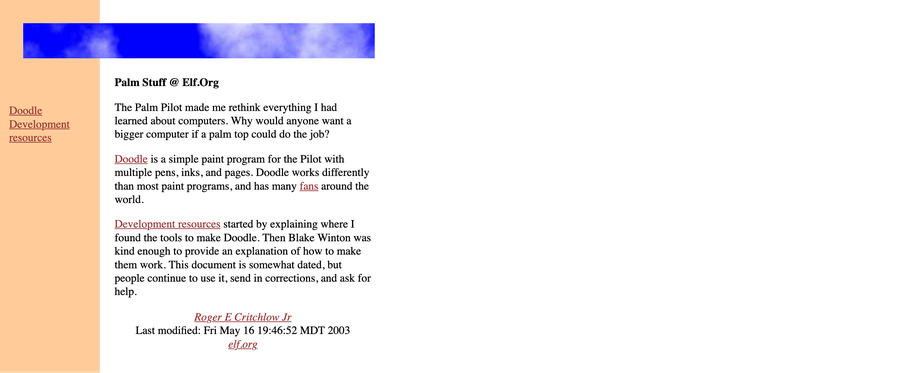 Palm Stuff @ Elf.Org
Doodle
Development
resources
The Palm Pilot made me rethink everything I had
learned about computers. Why would anyone want a
bigger computer if a palm top could do the job?
Doodle is a simple paint program for the Pilot with
multiple pens, inks, and pages. Doodle works differently
than most paint programs, and has many fans around the
world.
Development resources started by explaining where I
found the tools to make Doodle. Then Blake Winton was
kind enough to provide an explanation of how to make
them work. This document is somewhat dated, but
people continue to use it, send in corrections, and ask for
help.
Roger E Critchlow Jr
Last modified: Fri May 16 19:46:52 MDT 2003
elf.org